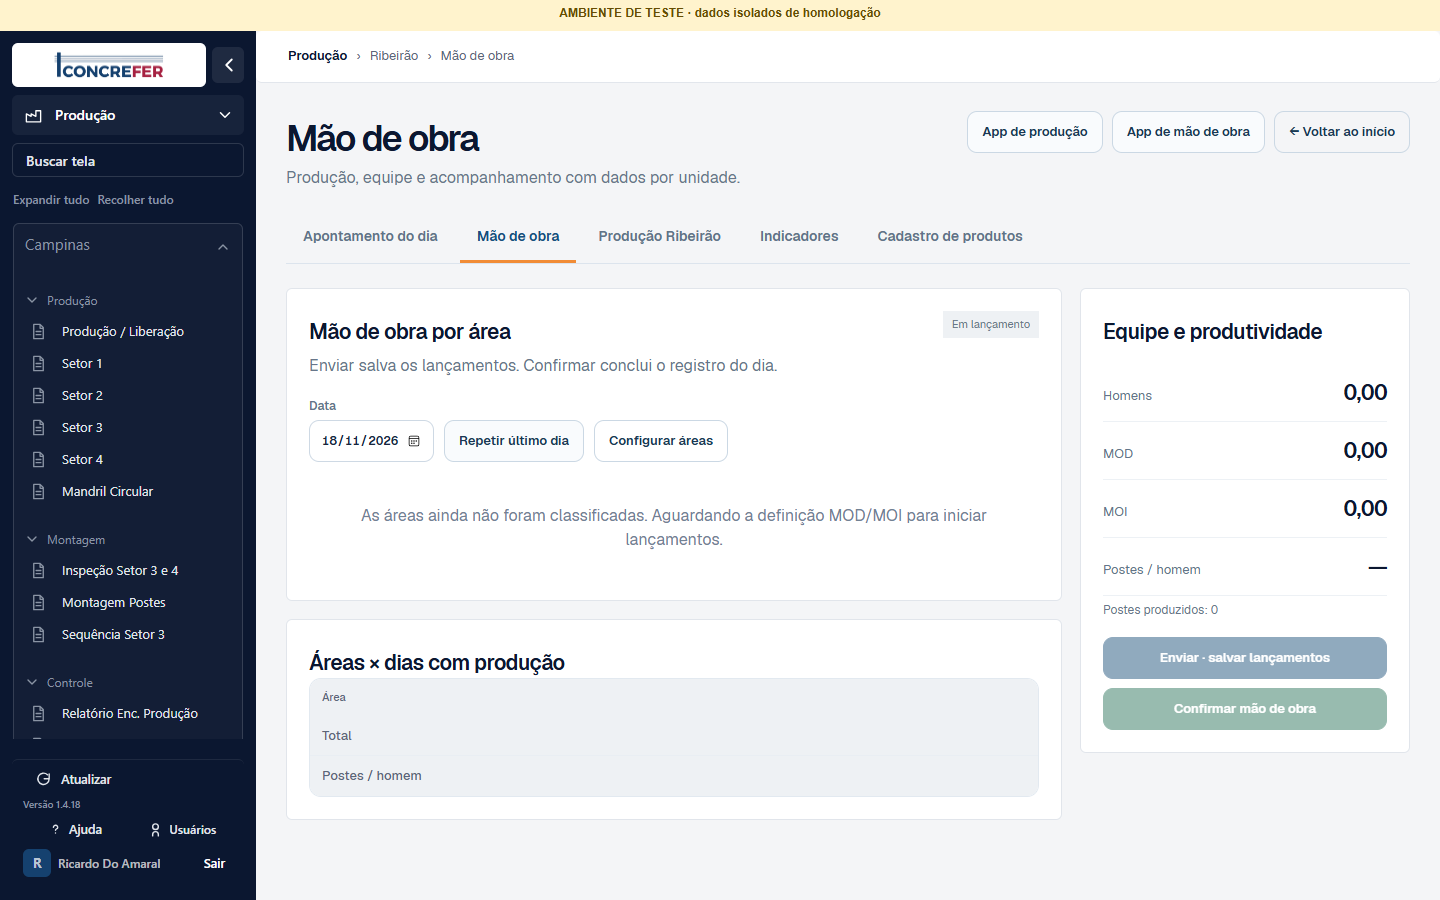 AMBIENTE DE TESTE · dados isolados de homologação
CONCREFER
Produção
Buscar tela
Expandir tudo Recolher tudo
Campinas
Produção
Produção / Liberação
Setor 1
Setor 2
Setor 3
Setor 4
Mandril Circular
Montagem
Inspeção Setor 3 e 4
Montagem Postes
Sequência Setor 3
Controle
Relatório Enc. Produção
Atualizar
Versão 1.4.18
? Ajuda Usuários
R Ricardo Do Amaral Sair
Produção › Ribeirão › Mão de obra
Mão de obra
Produção, equipe e acompanhamento com dados por unidade.
App de produção App de mão de obra ← Voltar ao início
Apontamento do dia Mão de obra Produção Ribeirão Indicadores Cadastro de produtos
Mão de obra por área
Em lançamento
Enviar salva os lançamentos. Confirmar conclui o registro do dia.
Data
18/11/2026 Repetir último dia Configurar áreas
As áreas ainda não foram classificadas. Aguardando a definição MOD/MOI para iniciar
lançamentos.
Áreas × dias com produção
Área
Total
Postes / homem
Equipe e produtividade
Homens 0,00
MOD 0,00
MOI 0,00
Postes / homem —
Postes produzidos: 0
Enviar · salvar lançamentos
Confirmar mão de obra